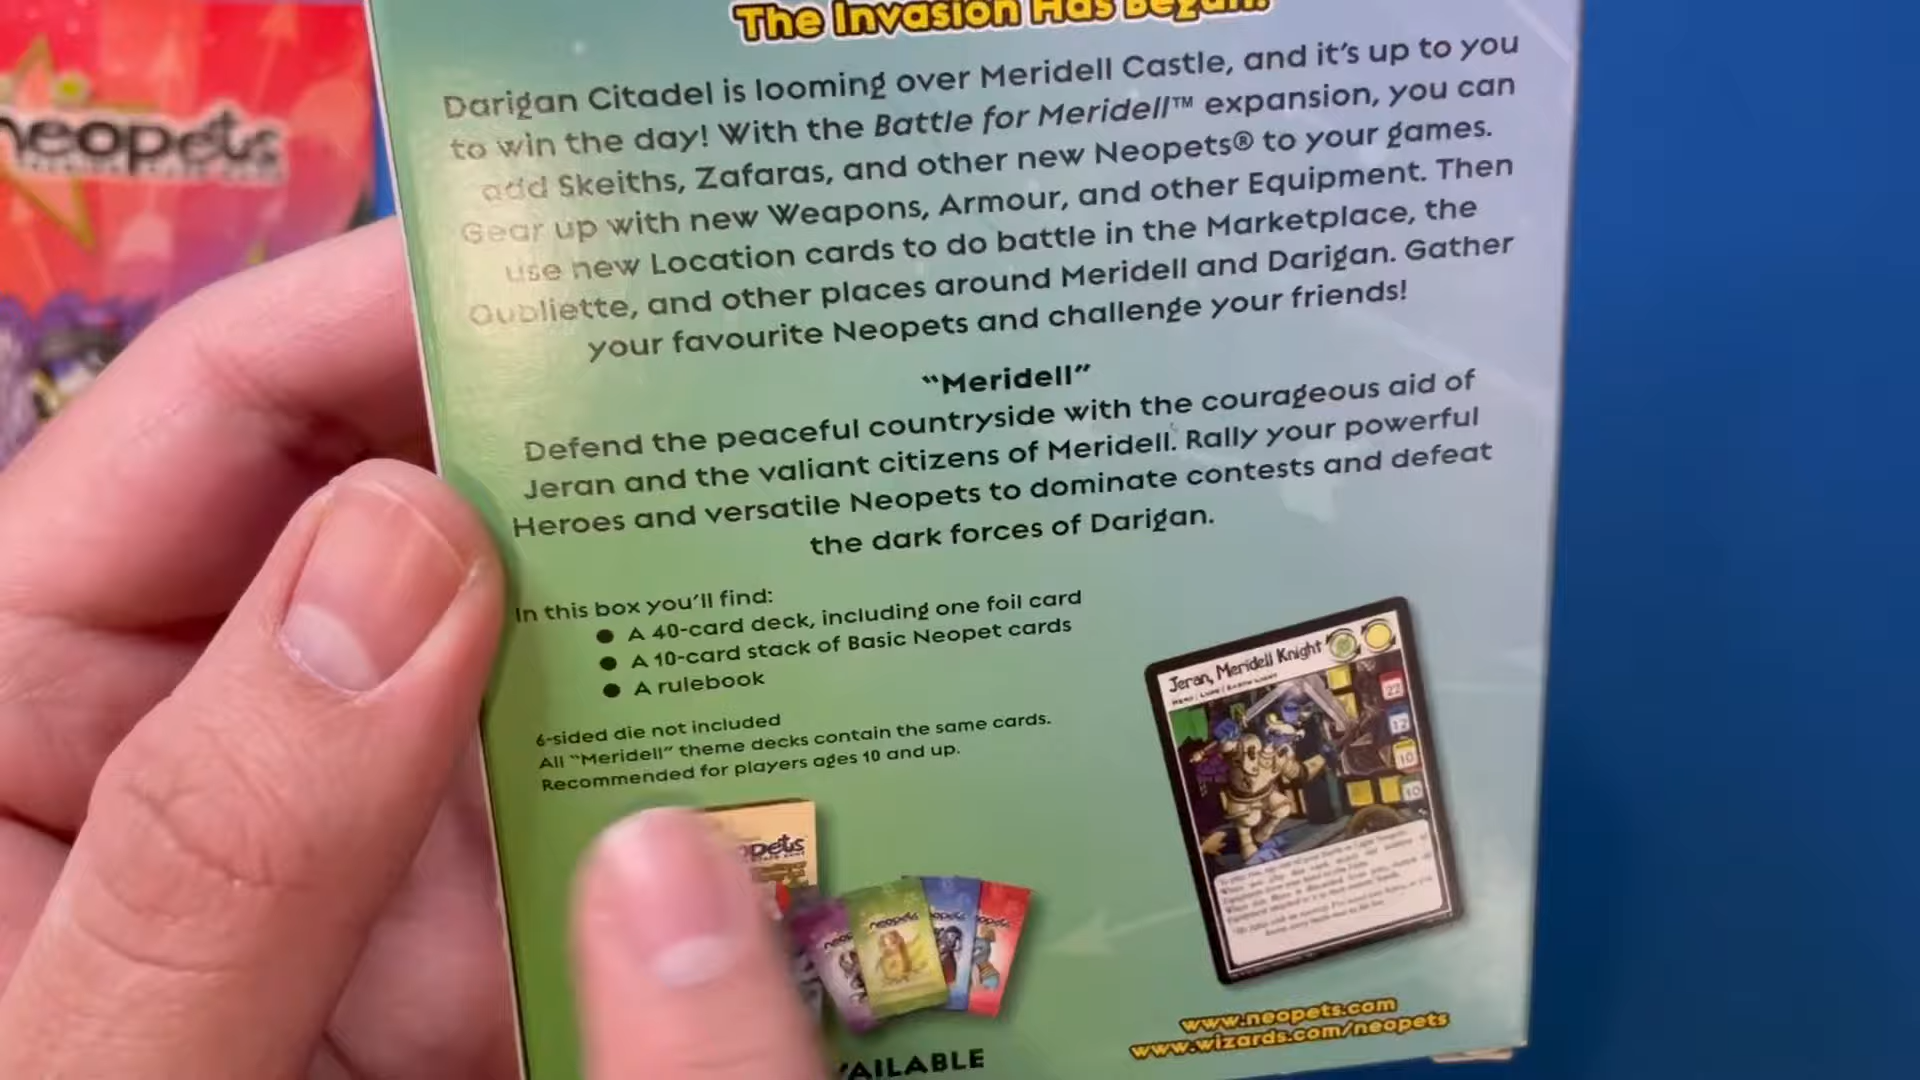 The Invasion Has Begun!
neopets
Darigan Citadel is looming over Meridell Castle, and it's up to you
to win the day! With the Battle for Meridell™ expansion, you can
add Skeiths, Zafaras, and other new Neopets® to your games.
Gear up with new Weapons, Armour, and other Equipment. Then
use new Location cards to do battle in the Marketplace, the
Oubliette, and other places around Meridell and Darigan. Gather
your favourite Neopets and challenge your friends!
"Meridell"
Defend the peaceful countryside with the courageous aid of
Jeran and the valiant citizens of Meridell. Rally your powerful
Heroes and versatile Neopets to dominate contests and defeat
the dark forces of Darigan.
In this box you'll find:
● A 40-card deck, including one foil card
● A 10-card stack of Basic Neopet cards
● A rulebook
6-sided die not included
All "Meridell" theme decks contain the same cards.
Recommended for players ages 10 and up.
Jeran, Meridell Knight
22
12
10
10
opets
neopets
opets
opets
www.neopets.com
www.wizards.com/neopets
AILABLE